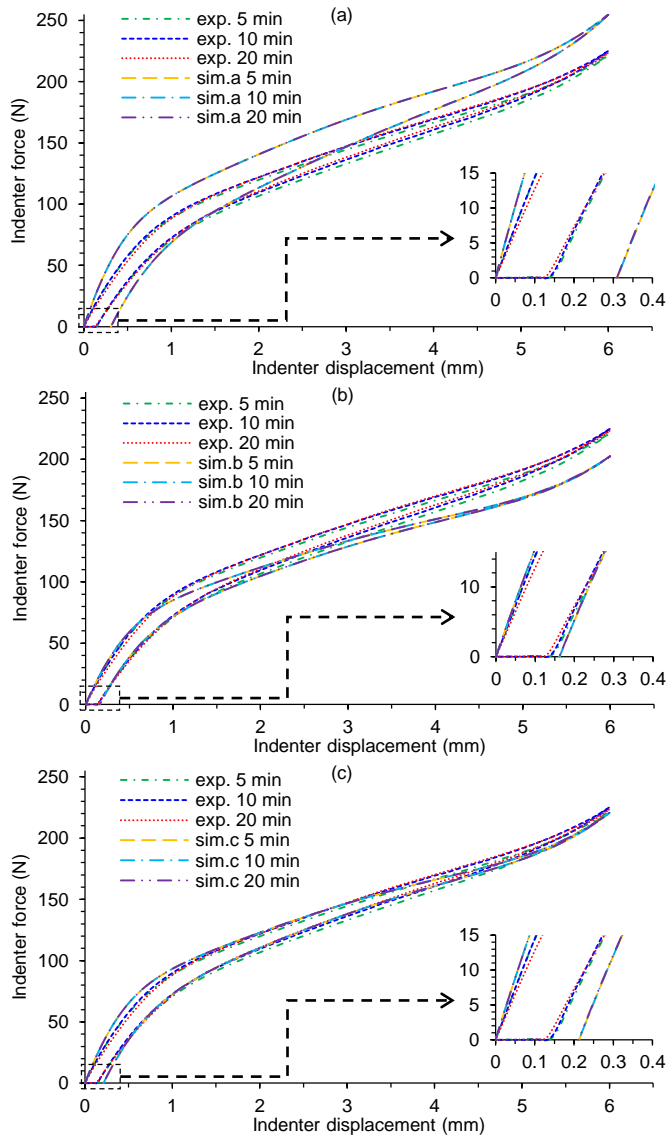 (a)
250
200
150
100
50
0
Indenter force (N)
exp. 5 min
exp. 10 min
exp. 20 min
sim.a 5 min
sim.a 10 min
sim.a 20 min
15
10
5
0
0 0.1 0.2 0.3 0.4
0 1 2 3 4 5 6
Indenter displacement (mm)
(b)
250
200
150
100
50
0
Indenter force (N)
exp. 5 min
exp. 10 min
exp. 20 min
sim.b 5 min
sim.b 10 min
sim.b 20 min
10
0
0 0.1 0.2 0.3 0.4
0 1 2 3 4 5 6
Indenter displacement (mm)
(c)
250
200
150
100
50
0
Indenter force (N)
exp. 5 min
exp. 10 min
exp. 20 min
sim.c 5 min
sim.c 10 min
sim.c 20 min
15
10
5
0
0 0.1 0.2 0.3 0.4
0 1 2 3 4 5 6
Indenter displacement (mm)